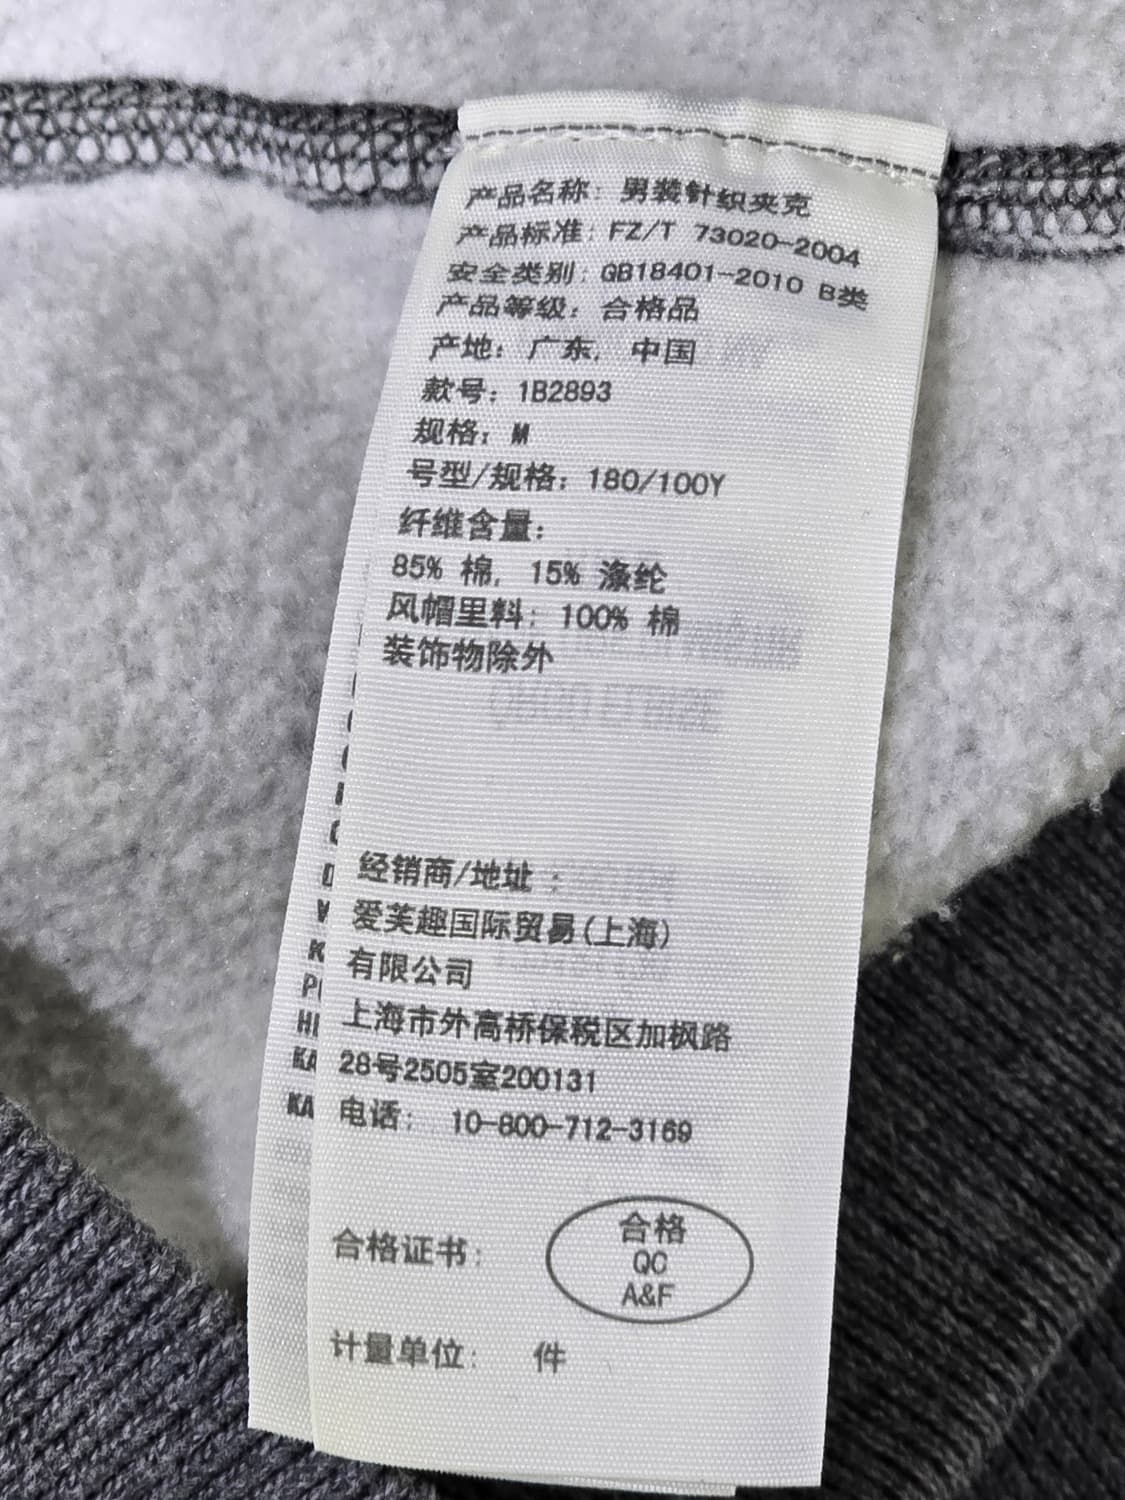 产品名称: 男装针织夹克
产品标准: FZ/T 73020-2004
安全类别: GB18401-2010 B类
产品等级: 合格品
产地: 广东, 中国
款号: 1B2893
规格: M
号型/规格: 180/100Y
纤维含量:
85% 棉, 15% 涤纶
风帽里料: 100% 棉
装饰物除外
经销商/地址 :
爱芙趣国际贸易(上海)
有限公司
上海市外高桥保税区加枫路
28号2505室200131
电话: 10-800-712-3169
合格证书:
合格
QC
A&F
计量单位: 件